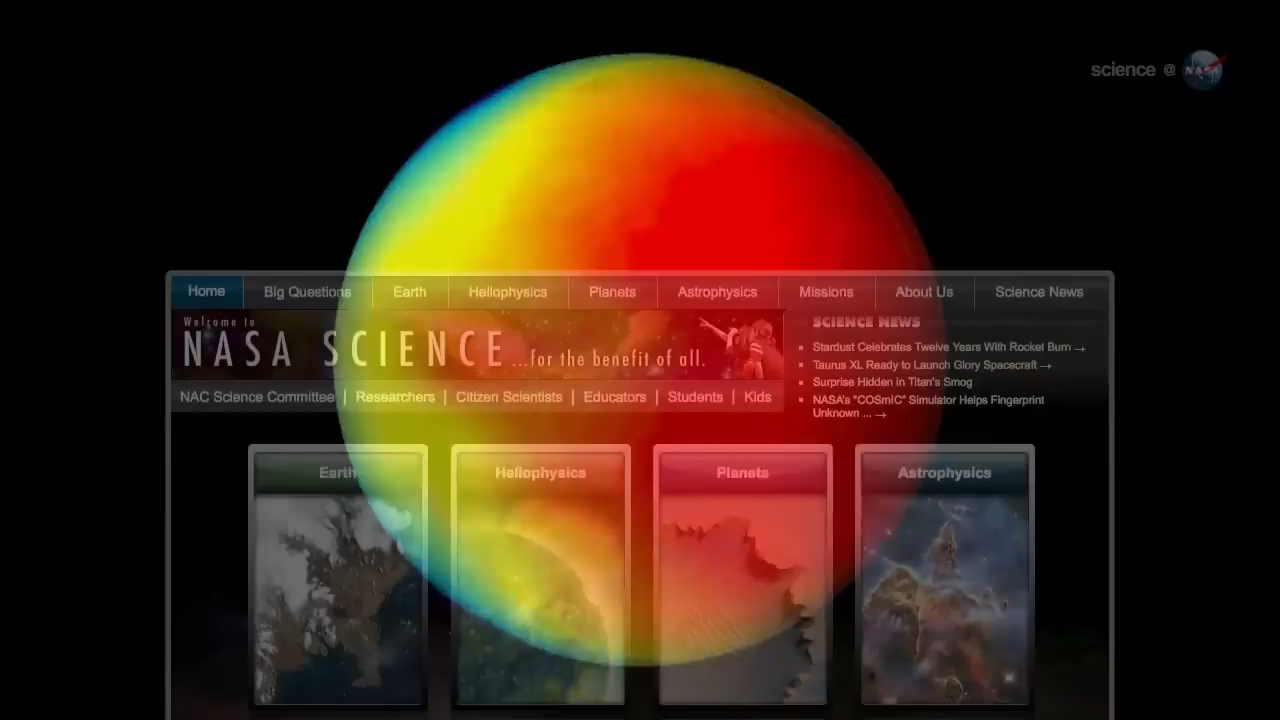 science @ NASA
Home Big Questions Earth Heliophysics Planets Astrophysics Missions About Us Science News
Welcome to
NASA SCIENCE ...for the benefit of all.
NAC Science Committee | Researchers | Citizen Scientists | Educators | Students | Kids
SCIENCE NEWS
Stardust Celebrates Twelve Years With Rocket Burn →
Taurus XL Ready to Launch Glory Spacecraft →
Surprise Hidden in Titan's Smog
NASA's "COSmIC" Simulator Helps Fingerprint
Unknown ... →
Earth Heliophysics Planets Astrophysics